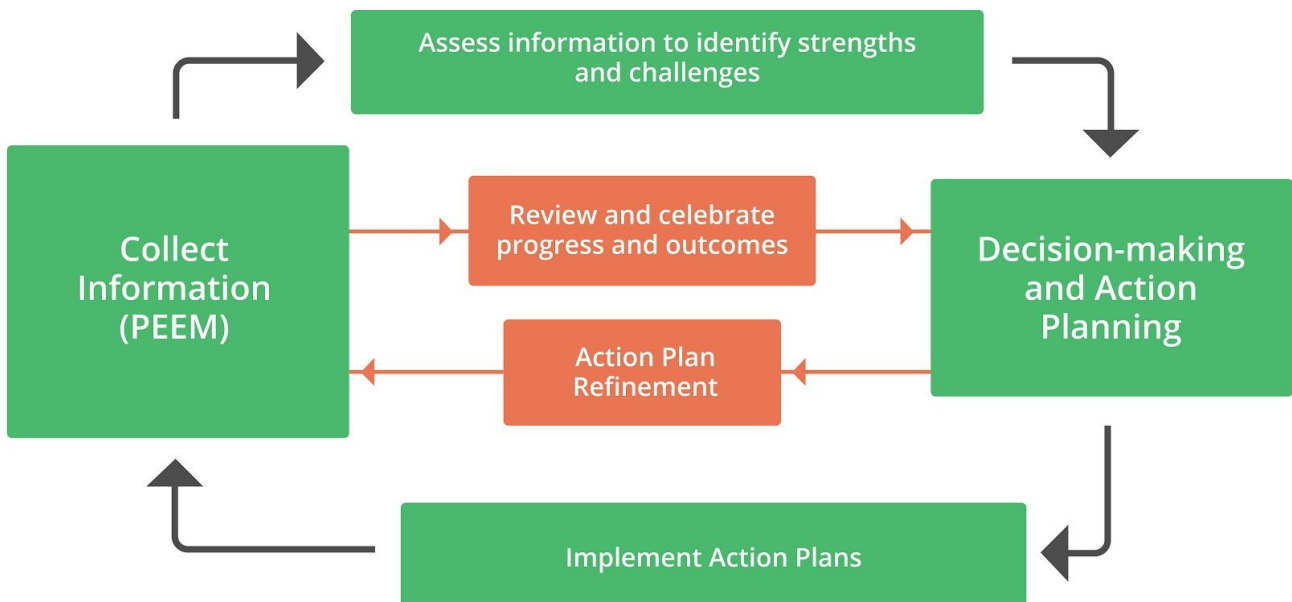 Assess information to identify strengths
and challenges
Collect
Information
(PEEM)
Review and celebrate
progress and outcomes
Decision-making
and Action
Planning
Action Plan
Refinement
Implement Action Plans